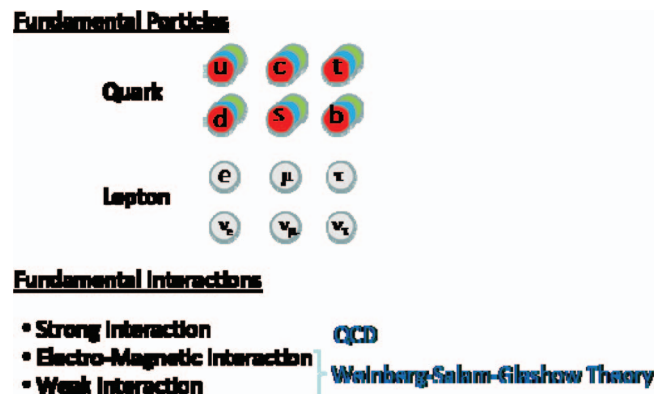 Fundamental Particles
u c t
Quark
d s b
e μ τ
Lepton
νe νμ ντ
Fundamental Interactions
• Strong Interaction QCD
• Electro-Magnetic Interaction
• Weak Interaction Weinberg-Salam-Glashow Theory